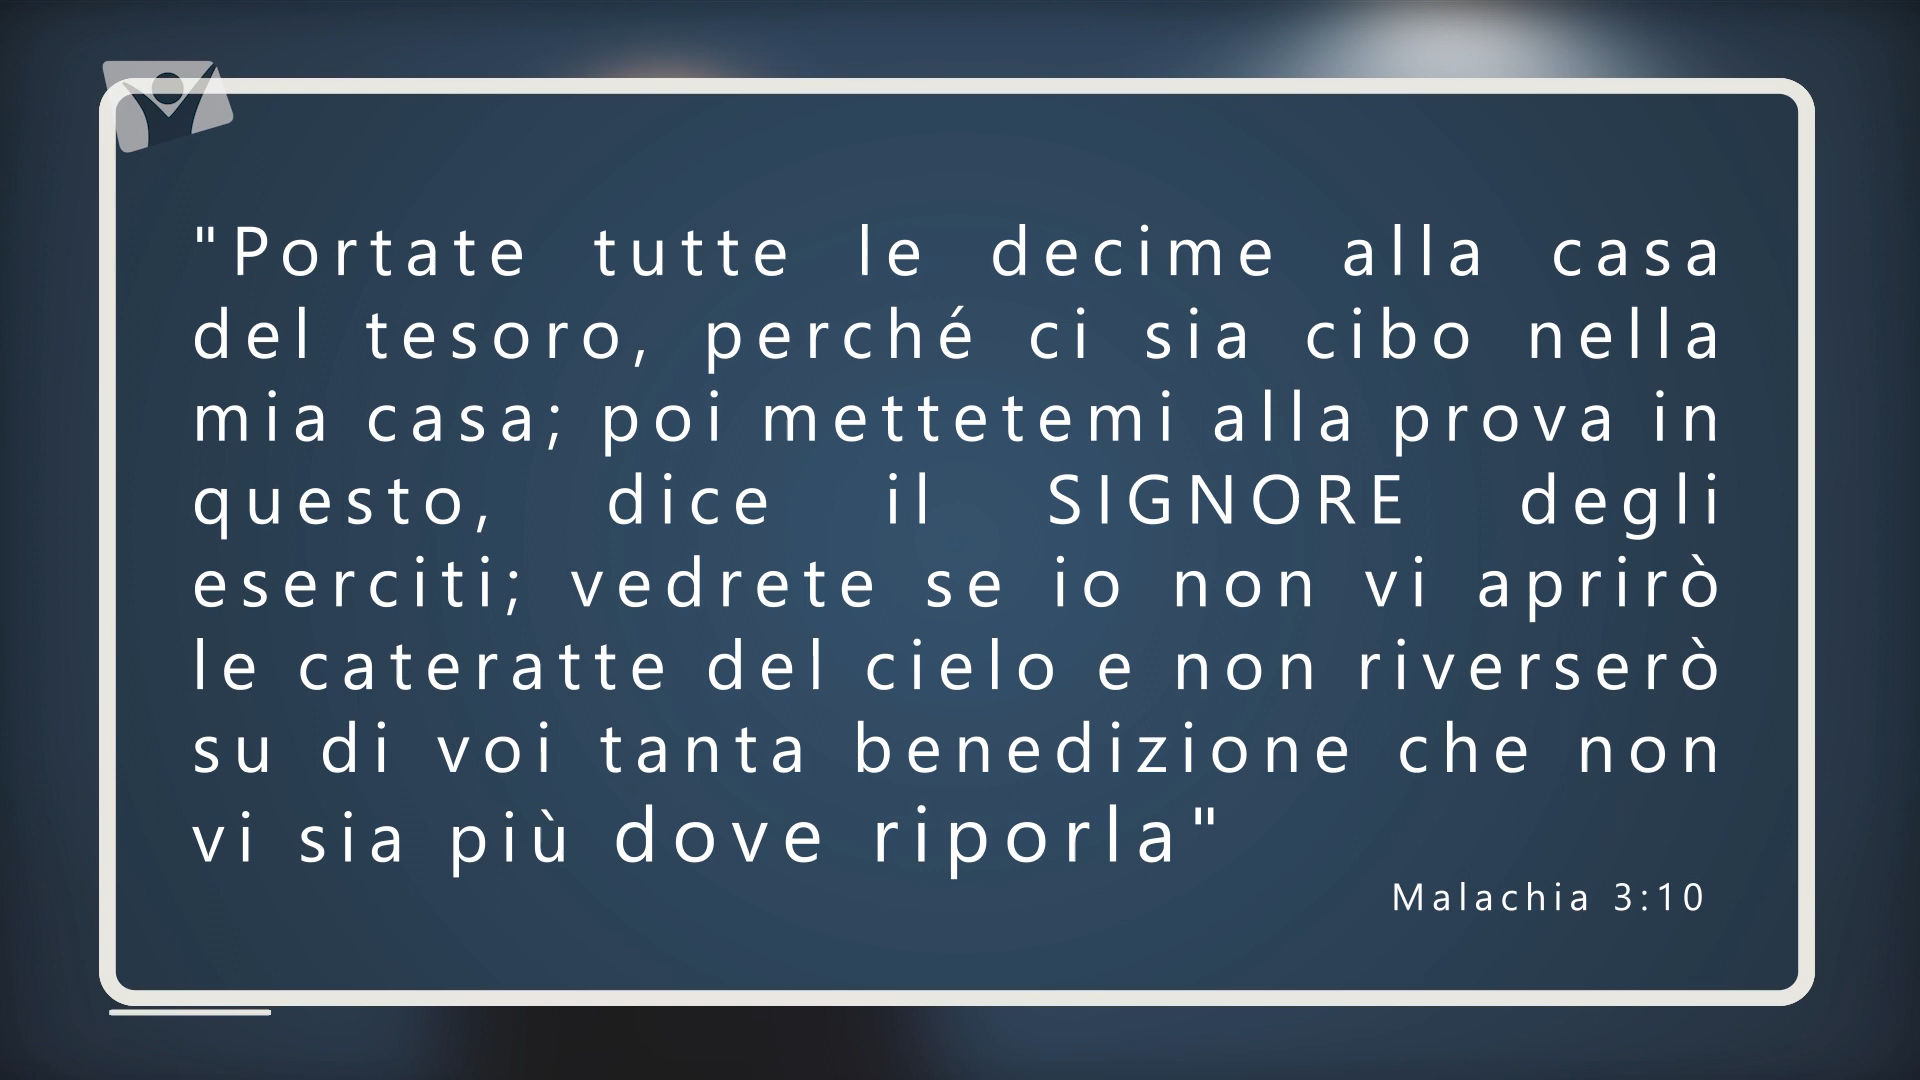 "Portate tutte le decime alla casa
del tesoro, perché ci sia cibo nella
mia casa; poi mettetemi alla prova in
questo, dice il SIGNORE degli
eserciti; vedrete se io non vi aprirò
le cateratte del cielo e non riverserò
su di voi tanta benedizione che non
vi sia più dove riporla"
Malachia 3:10